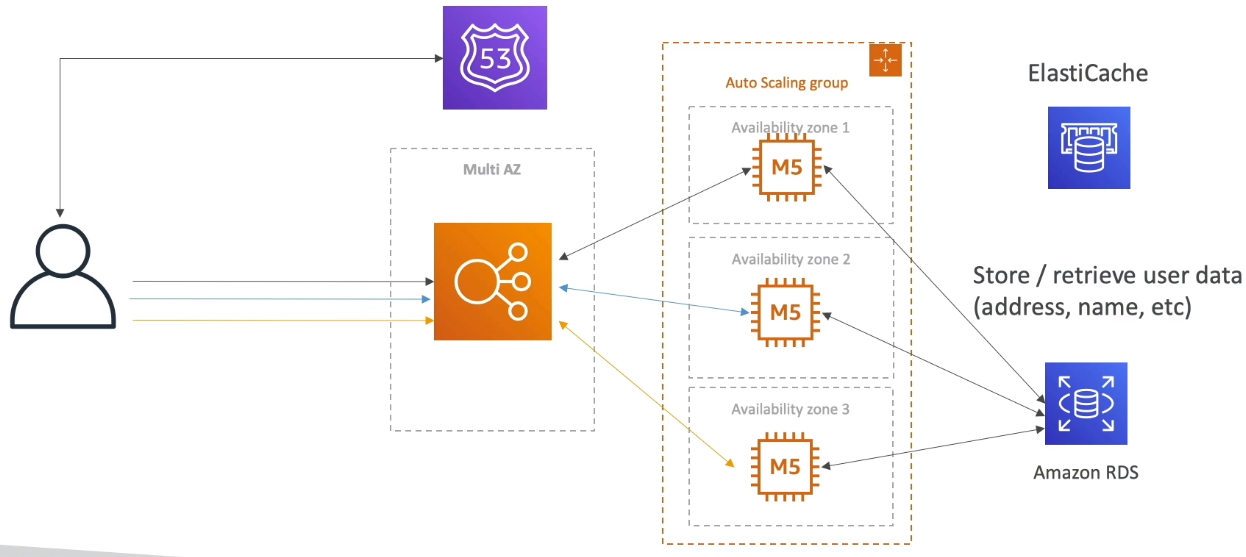 53
Auto Scaling group
ElastiCache
Availability zone 1
M5
Multi AZ
Availability zone 2
M5
Store / retrieve user data
(address, name, etc)
Availability zone 3
M5
Amazon RDS